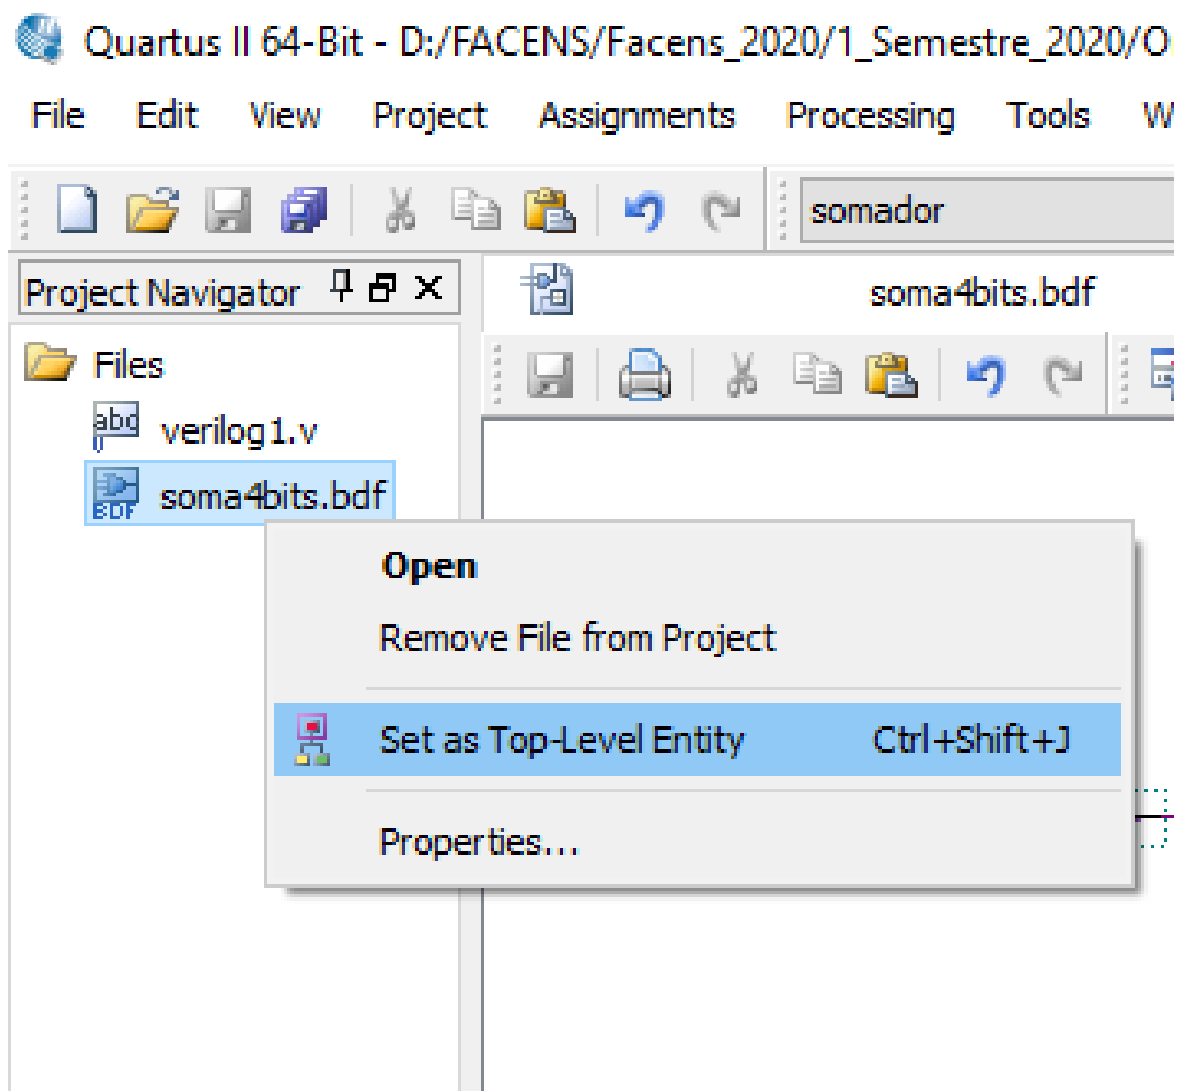 Quartus II 64-Bit - D:/FACENS/Facens_2020/1_Semestre_2020/O
File Edit View Project Assignments Processing Tools W
somador
Project Navigator
soma4bits.bdf
Files
abc
verilog1.v
BDF
soma4bits.bdf
Open
Remove File from Project
Set as Top-Level Entity Ctrl+Shift+J
Properties...